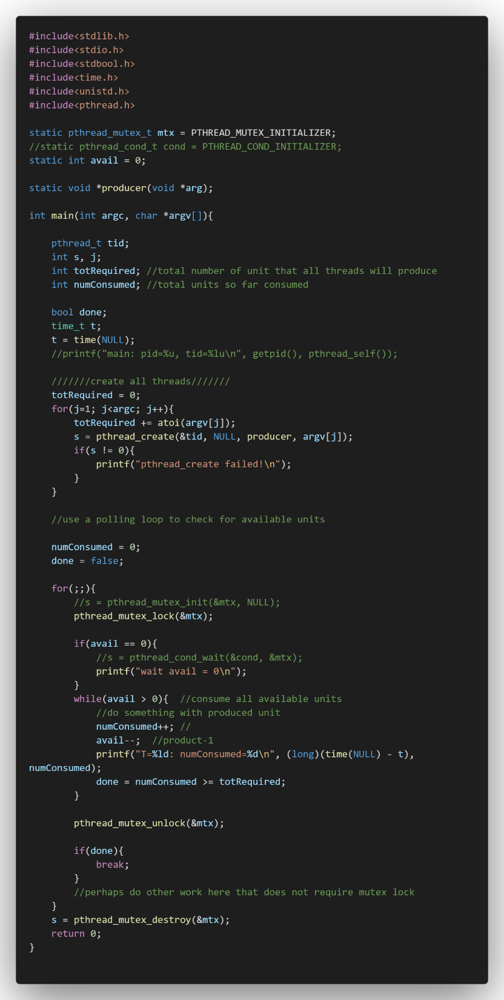 #include<stdlib.h>
#include<stdio.h>
#include<stdbool.h>
#include<time.h>
#include<unistd.h>
#include<pthread.h>

static pthread_mutex_t mtx = PTHREAD_MUTEX_INITIALIZER;
//static pthread_cond_t cond = PTHREAD_COND_INITIALIZER;
static int avail = 0;

static void *producer(void *arg);

int main(int argc, char *argv[]){

    pthread_t tid;
    int s, j;
    int totRequired; //total number of unit that all threads will produce
    int numConsumed; //total units so far consumed

    bool done;
    time_t t;
    t = time(NULL);
    //printf("main: pid=%u, tid=%lu\n", getpid(), pthread_self());

    ///////create all threads///////
    totRequired = 0;
    for(j=1; j<argc; j++){
        totRequired += atoi(argv[j]);
        s = pthread_create(&tid, NULL, producer, argv[j]);
        if(s != 0){
            printf("pthread_create failed!\n");
        }
    }

    //use a polling loop to check for available units

    numConsumed = 0;
    done = false;

    for(;;){
        //s = pthread_mutex_init(&mtx, NULL);
        pthread_mutex_lock(&mtx);

        if(avail == 0){
            //s = pthread_cond_wait(&cond, &mtx);
            printf("wait avail = 0\n");
        }
        while(avail > 0){  //consume all available units
            //do something with produced unit
            numConsumed++; //
            avail--;  //product-1
            printf("T=%ld: numConsumed=%d\n", (long)(time(NULL) - t),
numConsumed);
            done = numConsumed >= totRequired;
        }

        pthread_mutex_unlock(&mtx);

        if(done){
            break;
        }
        //perhaps do other work here that does not require mutex lock
    }
    s = pthread_mutex_destroy(&mtx);
    return 0;
}